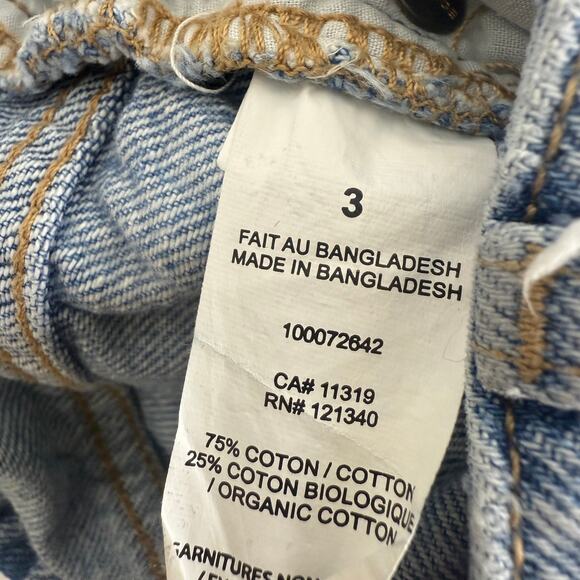 3
FAIT AU BANGLADESH
MADE IN BANGLADESH
100072642
CA# 11319
RN# 121340
75% COTON / COTTON
25% COTON BIOLOGIQUE
/ ORGANIC COTTON